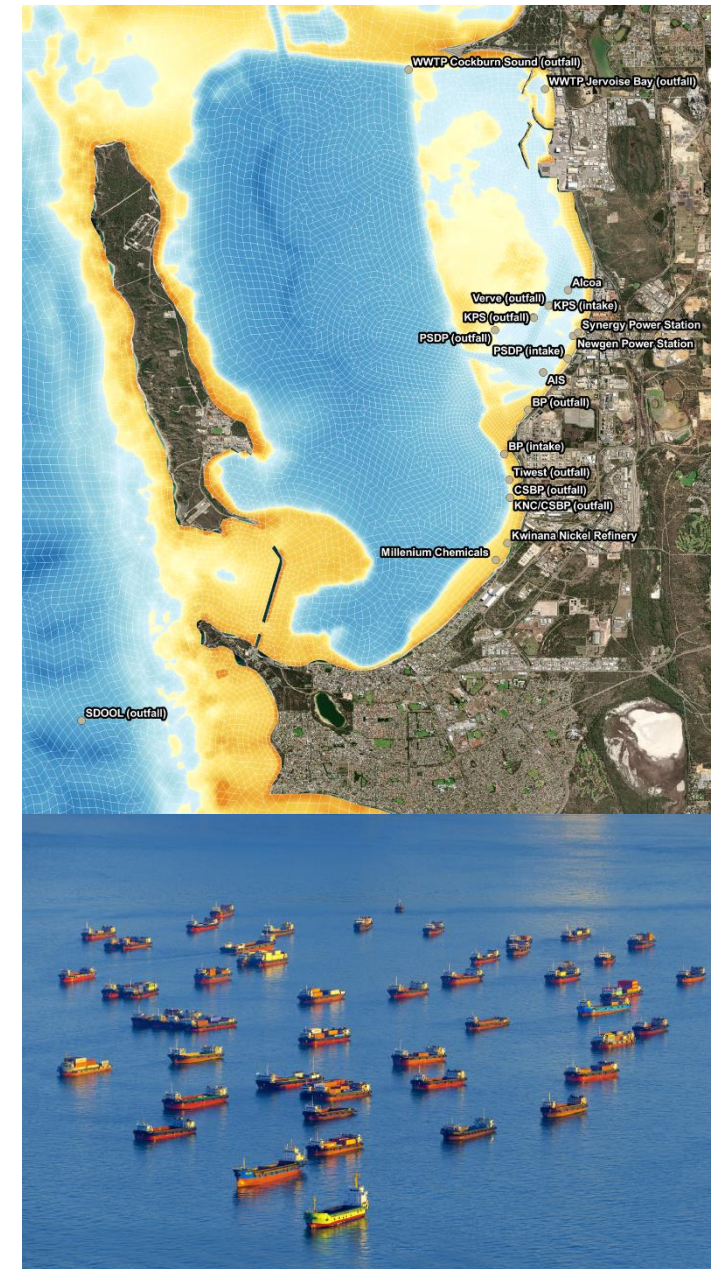 WWTP Cockburn Sound (outfall)
WWTP Jervoise Bay (outfall)
Alcoa
Verve (outfall)
KPS (intake)
KPS (outfall)
Synergy Power Station
PSDP (outfall)
Newgen Power Station
PSDP (intake)
AIS
BP (outfall)
BP (intake)
Tiwest (outfall)
CSBP (outfall)
KNC/CSBP (outfall)
Kwinana Nickel Refinery
Millenium Chemicals
SDOOL (outfall)